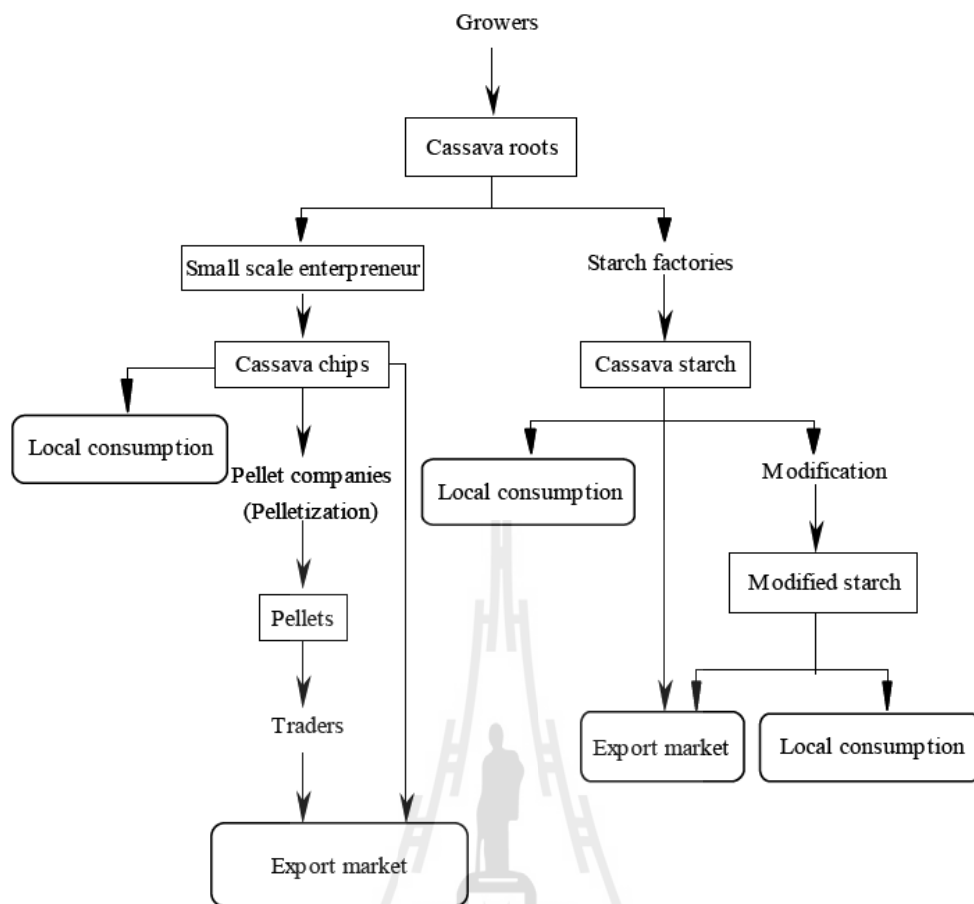 Growers
Cassava roots
Small scale enterpreneur
Starch factories
Cassava chips
Cassava starch
Local consumption
Pellet companies
(Pelletization)
Local consumption
Modification
Modified starch
Pellets
Traders
Export market
Local consumption
Export market